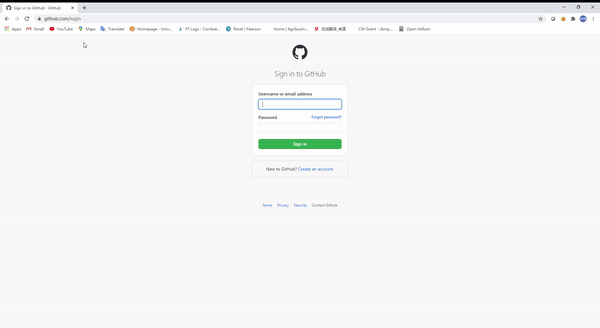 Sign in to GitHub · GitHub
github.com/login
Apps Gmail YouTube Maps Translate Homepage - Univ... FF Logo - Combat... Revel | Pearson Home | Agribusin... CW Grant - iAmp... Open Vellum
Sign in to GitHub
Username or email address
Password Forgot password?
Sign in
New to GitHub? Create an account.
Terms Privacy Security Contact GitHub